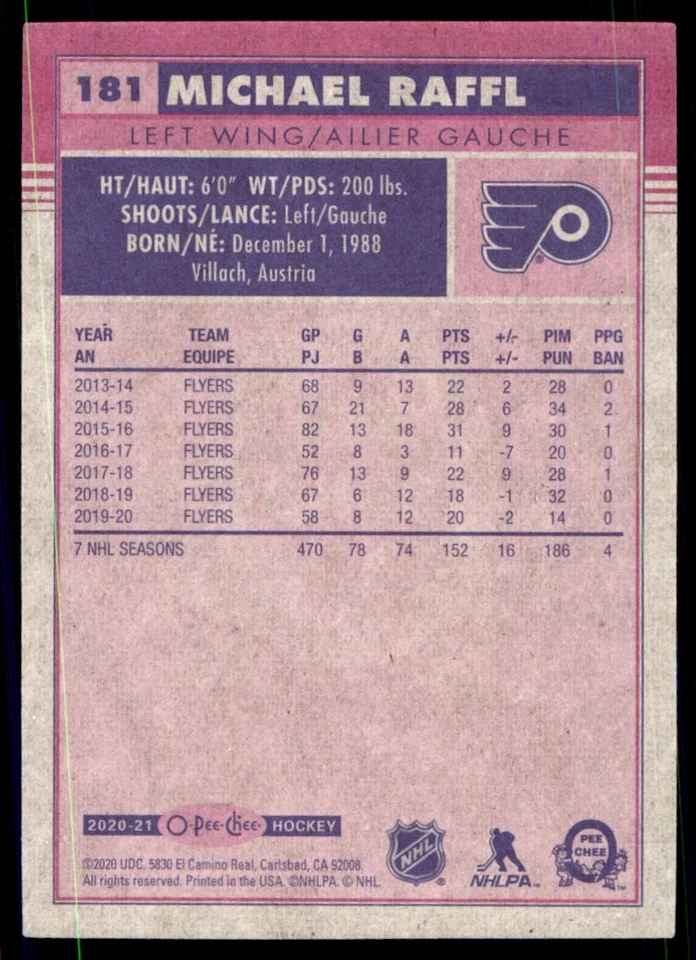 181 MICHAEL RAFFL
LEFT WING/AILIER GAUCHE
HT/HAUT: 6'0" WT/PDS: 200 lbs.
SHOOTS/LANCE: Left/Gauche
BORN/NÉ: December 1, 1988
Villach, Austria
YEAR TEAM GP G A PTS +/- PIM PPG
AN EQUIPE PJ B A PTS +/- PUN BAN
2013-14 FLYERS 68 9 13 22 2 28 0
2014-15 FLYERS 67 21 7 28 6 34 2
2015-16 FLYERS 82 13 18 31 9 30 1
2016-17 FLYERS 52 8 3 11 -7 20 0
2017-18 FLYERS 76 13 9 22 9 28 1
2018-19 FLYERS 67 6 12 18 -1 32 0
2019-20 FLYERS 58 8 12 20 -2 14 0
7 NHL SEASONS 470 78 74 152 16 186 4
2020-21 O-Pee-Chee HOCKEY
©2020 UDC. 5830 El Camino Real, Carlsbad, CA 92008.
All rights reserved. Printed in the USA. ©NHLPA. © NHL.
NHL ®
NHLPA™
O PEE CHEE ™